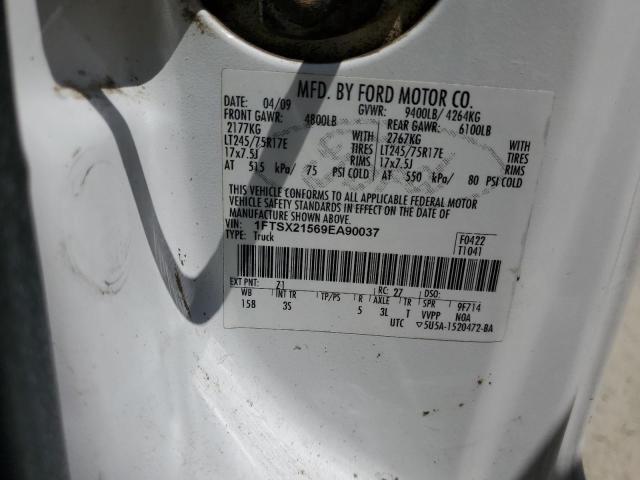 MFD. BY FORD MOTOR CO.
DATE: 04/09 GVWR: 9400LB/ 4264KG
FRONT GAWR: 4800LB REAR GAWR: 6100LB
2177KG WITH 2767KG WITH
LT245/75R17E TIRES LT245/75R17E TIRES
17x7.5J RIMS 17x7.5J RIMS
AT 515 kPa/ 75 PSI COLD AT 550 kPa/ 80 PSI COLD
THIS VEHICLE CONFORMS TO ALL APPLICABLE FEDERAL MOTOR
VEHICLE SAFETY STANDARDS IN EFFECT ON THE DATE OF
MANUFACTURE SHOWN ABOVE.
VIN: 1FTSX21569EA90037
TYPE: Truck F0422
T1041
EXT PNT: Z1 RC: 27 DSO:
WB INT TR TP/PS R AXLE TR SPR 9F714
158 3S 5 3L T VVPP NOA
UTC ▽5U5A-1520472-BA